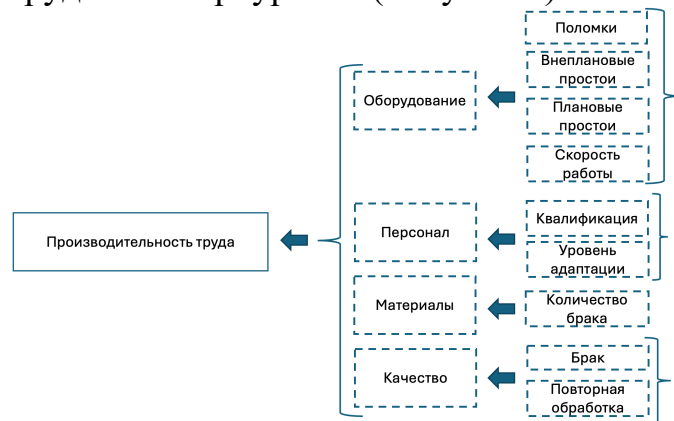 Поломки
Внеплановые
простои
Оборудование
Плановые
простои
Скорость
работы
Квалификация
Персонал
Производительность труда
Уровень
адаптации
Материалы
Количество
брака
Брак
Качество
Повторная
обработка